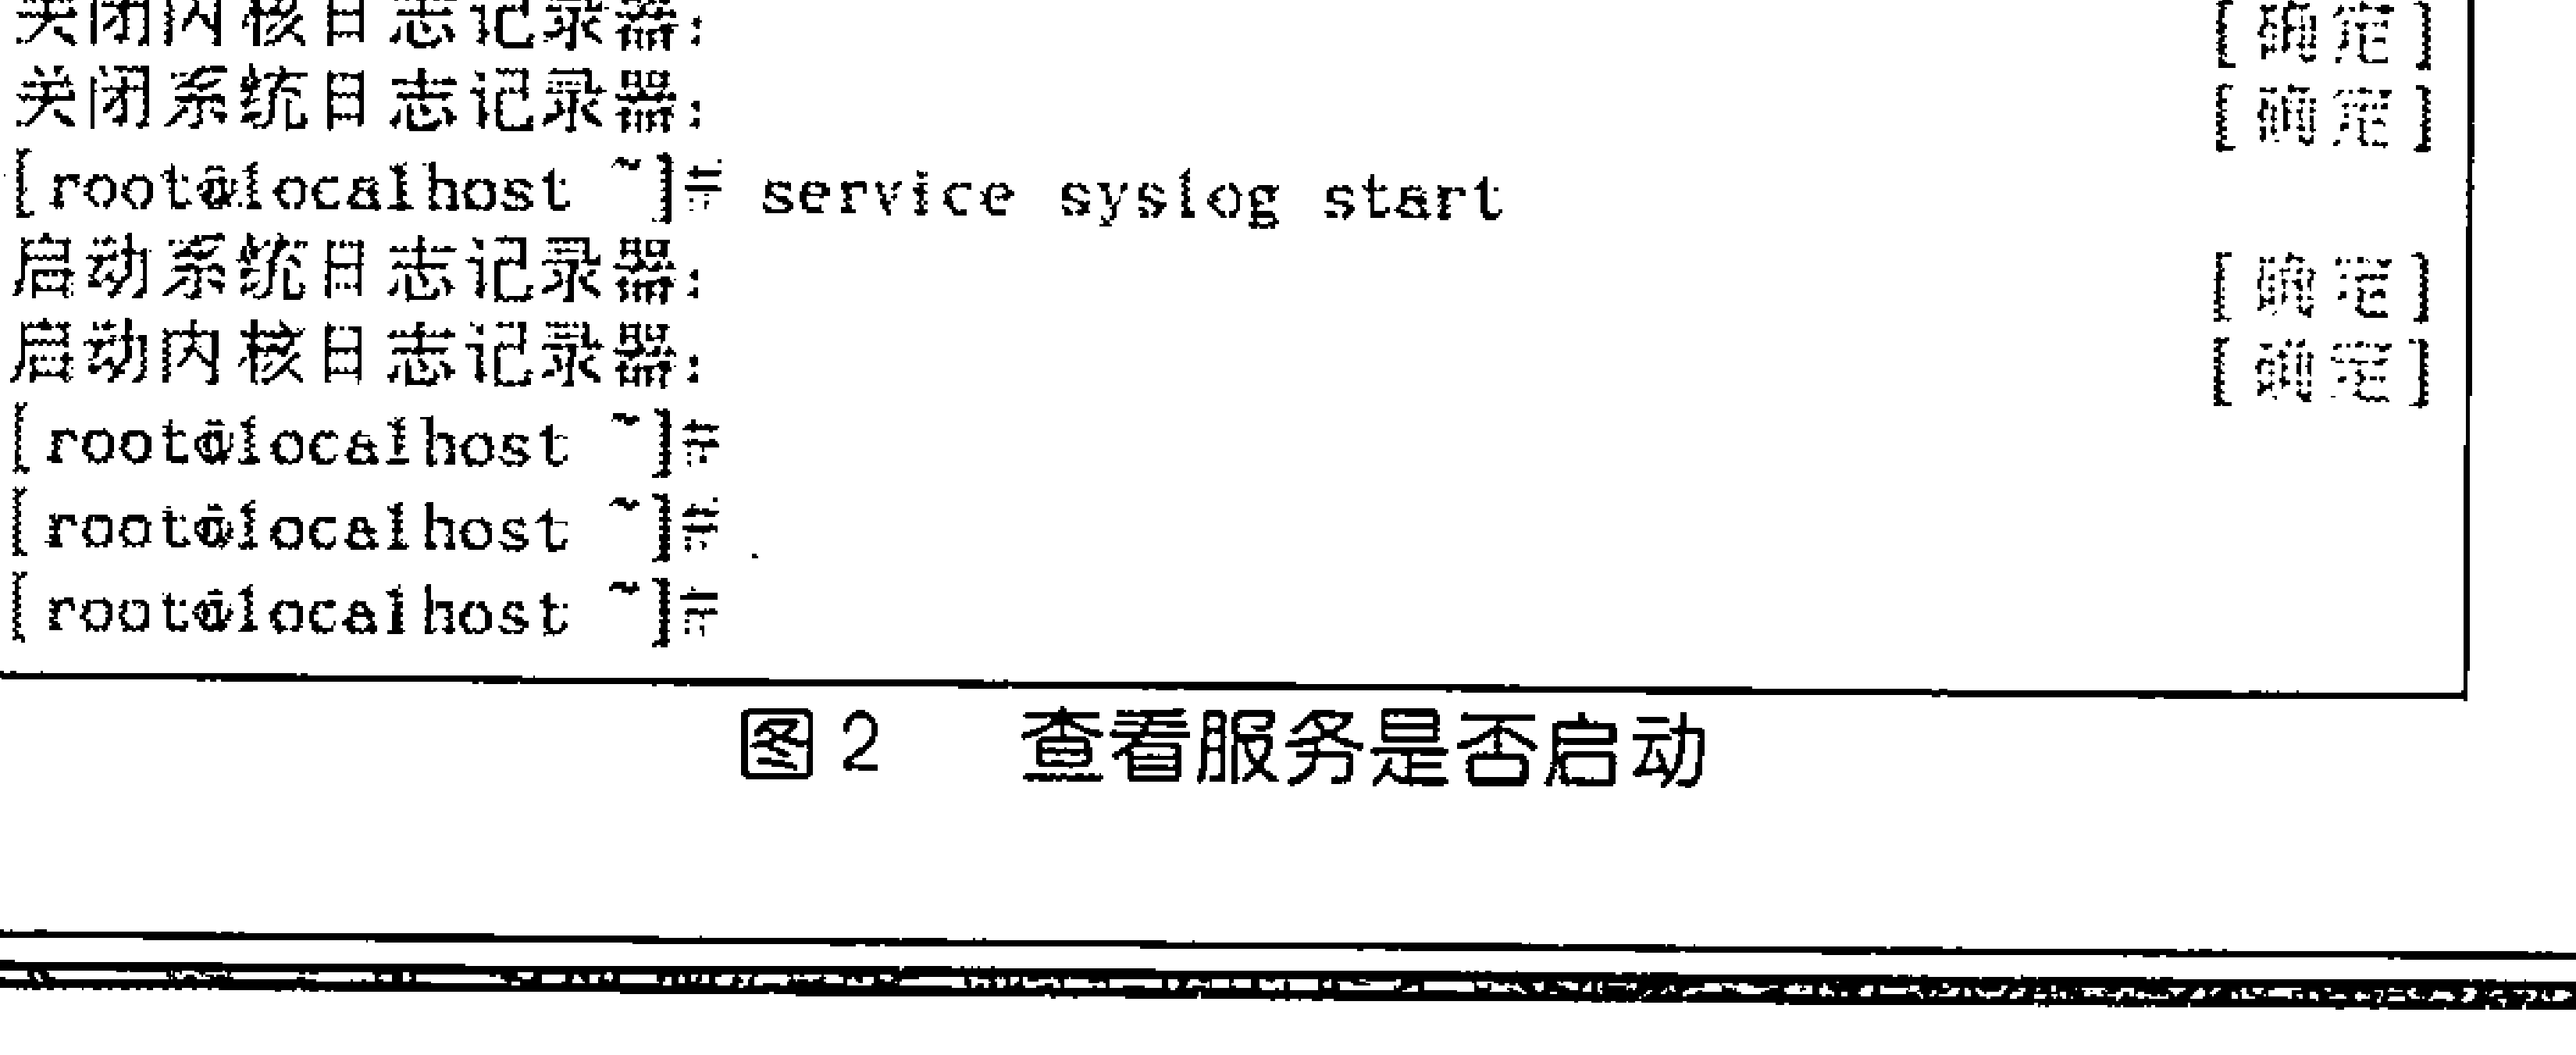 关闭内核日志记录器: [确定]
关闭系统日志记录器: [确定]
[root@localhost ~]# service syslog start
启动系统日志记录器: [确定]
启动内核日志记录器: [确定]
[root@localhost ~]#
[root@localhost ~]#
[root@localhost ~]#
图2 查看服务是否启动